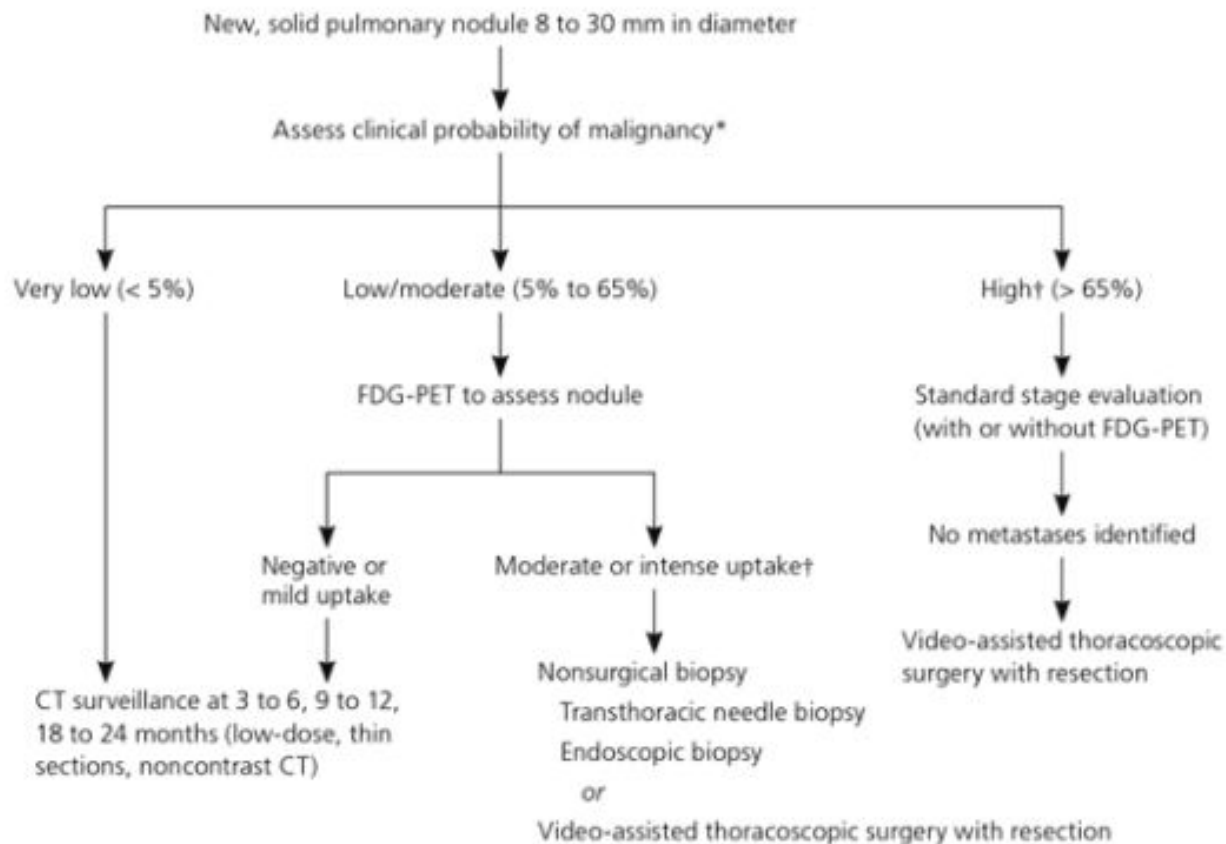 New, solid pulmonary nodule 8 to 30 mm in diameter
Assess clinical probability of malignancy*
Very low (< 5%)
Low/moderate (5% to 65%)
High† (> 65%)
FDG-PET to assess nodule
Standard stage evaluation
(with or without FDG-PET)
Negative or
mild uptake
Moderate or intense uptake†
No metastases identified
CT surveillance at 3 to 6, 9 to 12,
18 to 24 months (low-dose, thin
sections, noncontrast CT)
Nonsurgical biopsy
Transthoracic needle biopsy
Endoscopic biopsy
or
Video-assisted thoracoscopic surgery with resection
Video-assisted thoracoscopic
surgery with resection